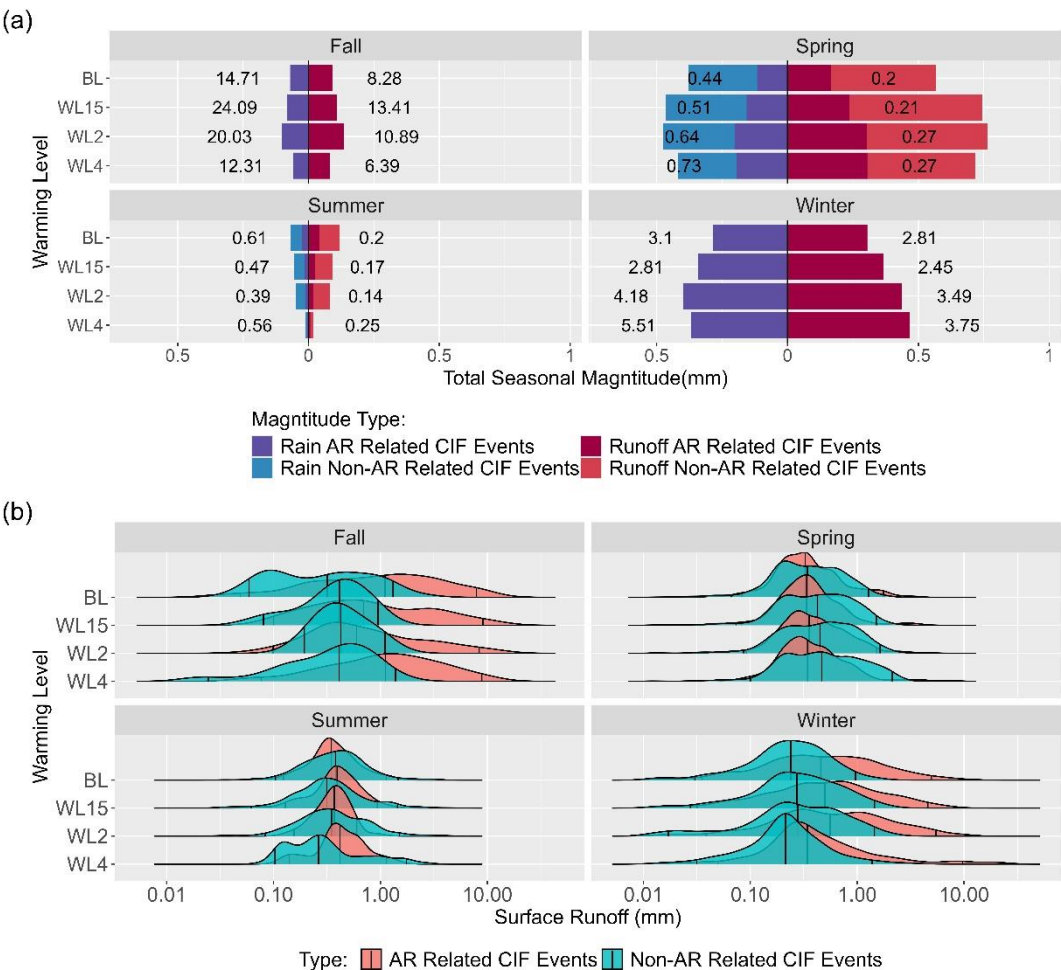 (a)
Fall Spring
BL 14.71 8.28 0.44 0.2
WL15 24.09 13.41 0.51 0.21
WL2 20.03 10.89 0.64 0.27
WL4 12.31 6.39 0.73 0.27
Warming Level
Summer Winter
BL 0.61 0.2 3.1 2.81
WL15 0.47 0.17 2.81 2.45
WL2 0.39 0.14 4.18 3.49
WL4 0.56 0.25 5.51 3.75
0.5 0 0.5 1 0.5 0 0.5 1
Total Seasonal Magntitude(mm)
Magntitude Type:
Rain AR Related CIF Events Runoff AR Related CIF Events
Rain Non-AR Related CIF Events Runoff Non-AR Related CIF Events
(b)
Fall Spring
BL BL
WL15 WL15
WL2 WL2
WL4 WL4
Warming Level
Summer Winter
BL BL
WL15 WL15
WL2 WL2
WL4 WL4
0.01 0.10 1.00 10.00 0.01 0.10 1.00 10.00
Surface Runoff (mm)
Type: AR Related CIF Events Non-AR Related CIF Events